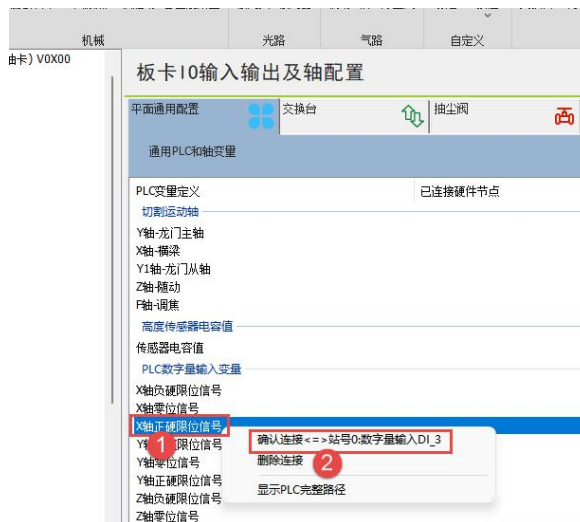 机械
光路
气路
自定义
由卡) V0X00
板卡IO输入输出及轴配置
平面通用配置
交换台
抽尘阀
通用PLC和轴变量
PLC变量定义
已连接硬件节点
切割运动轴
Y轴-龙门主轴
X轴-横梁
Y1轴-龙门从轴
Z轴-随动
F轴-调焦
高度传感器电容值
传感器电容值
PLC数字量输入变量
X轴负硬限位信号
X轴零位信号
X轴正硬限位信号
限位信号
Y轴零位信号
Y轴正硬限位信号
Z轴负硬限位信号
Z轴零位信号
确认连接<=>站号0:数字量输入DI_3
删除连接
显示PLC完整路径
1
2